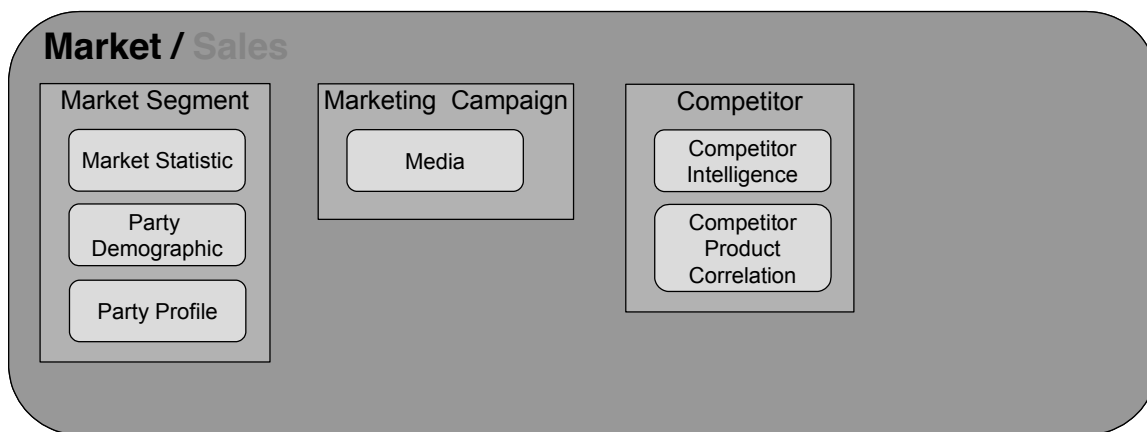 Market / Sales
Market Segment
Market Statistic
Party
Demographic
Party Profile
Marketing Campaign
Media
Competitor
Competitor
Intelligence
Competitor
Product
Correlation